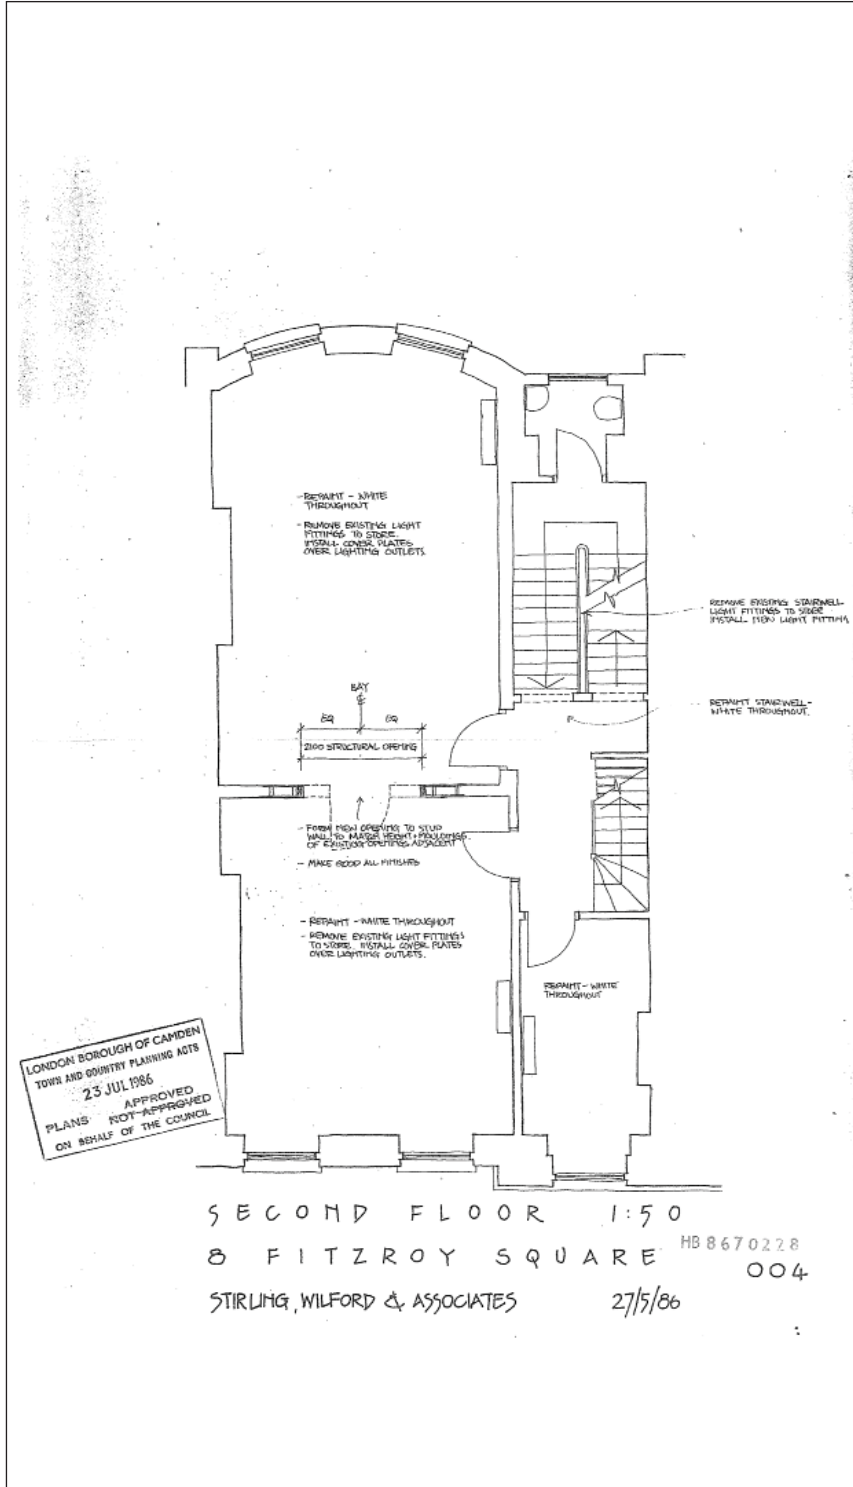 - REPAINT - WHITE
THROUGHOUT
- REMOVE EXISTING LIGHT
FITTINGS TO STORE.
INSTALL COVER PLATES
OVER LIGHTING OUTLETS.
REMOVE EXISTING STAIRWELL
LIGHT FITTINGS TO STORE
INSTALL NEW LIGHT FITTING
BAY
EQ
EQ
2100 STRUCTURAL OPENING
REPAINT STAIRWELL -
WHITE THROUGHOUT.
- FORM NEW OPENING TO STUD
WALL TO MATCH HEIGHT + MOULDINGS
OF EXISTING OPENINGS ADJACENT
- MAKE GOOD ALL FINISHES
- REPAINT - WHITE THROUGHOUT
- REMOVE EXISTING LIGHT FITTINGS
TO STORE. INSTALL COVER PLATES
OVER LIGHTING OUTLETS.
REPAINT - WHITE
THROUGHOUT
LONDON BOROUGH OF CAMDEN
TOWN AND COUNTRY PLANNING ACTS
23 JUL 1986
APPROVED
PLANS NOT APPROVED
ON BEHALF OF THE COUNCIL
SECOND FLOOR 1:50
8 FITZROY SQUARE
HB 8670228
004
STIRLING, WILFORD & ASSOCIATES 27/5/86